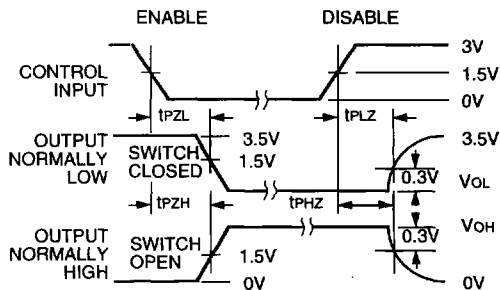 ENABLE DISABLE
3V
CONTROL INPUT
1.5V
0V
tPZL tPLZ
3.5V 3.5V
OUTPUT NORMALLY LOW
SWITCH CLOSED
1.5V
0.3V
VOL
tPZH tPHZ
VOH
0.3V
OUTPUT NORMALLY HIGH
SWITCH OPEN
1.5V
0V 0V